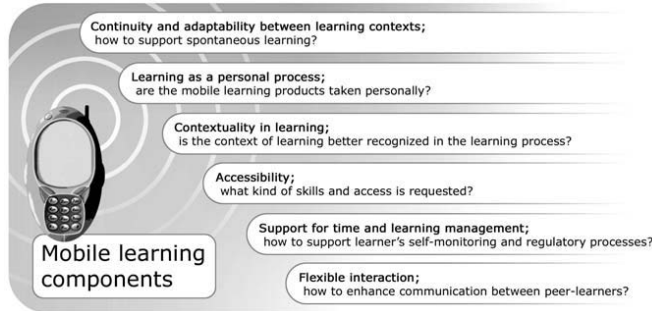 Continuity and adaptability between learning contexts;
how to support spontaneous learning?
Learning as a personal process;
are the mobile learning products taken personally?
Contextuality in learning;
is the context of learning better recognized in the learning process?
Accessibility;
what kind of skills and access is requested?
Support for time and learning management;
how to support learner's self-monitoring and regulatory processes?
Flexible interaction;
how to enhance communication between peer-learners?
Mobile learning
components